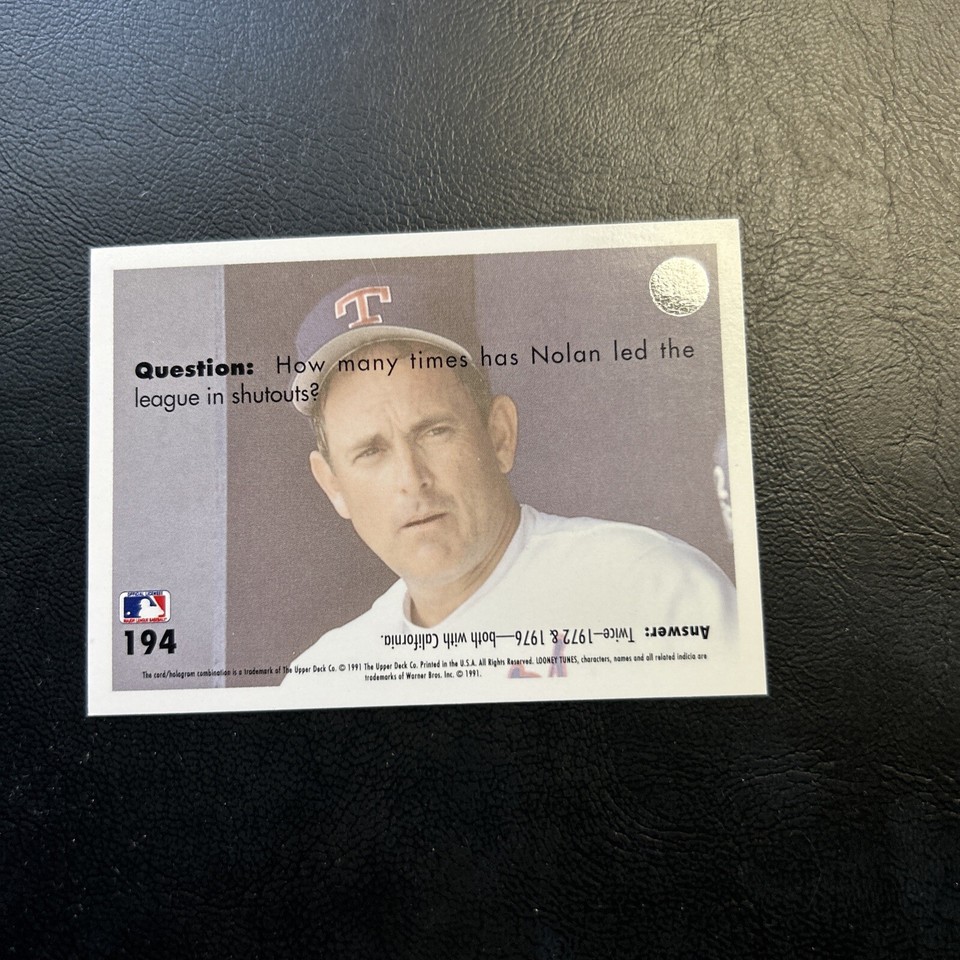 T
Question: How many times has Nolan led the
league in shutouts?
194
Answer: Twice—1972 & 1976—both with California.
The card/hologram combination is a trademark of The Upper Deck Co. © 1991 The Upper Deck Co. Printed in the U.S.A. All Rights Reserved. LOONEY TUNES, characters, names and all related indicia are
trademarks of Warner Bros. Inc. © 1991.